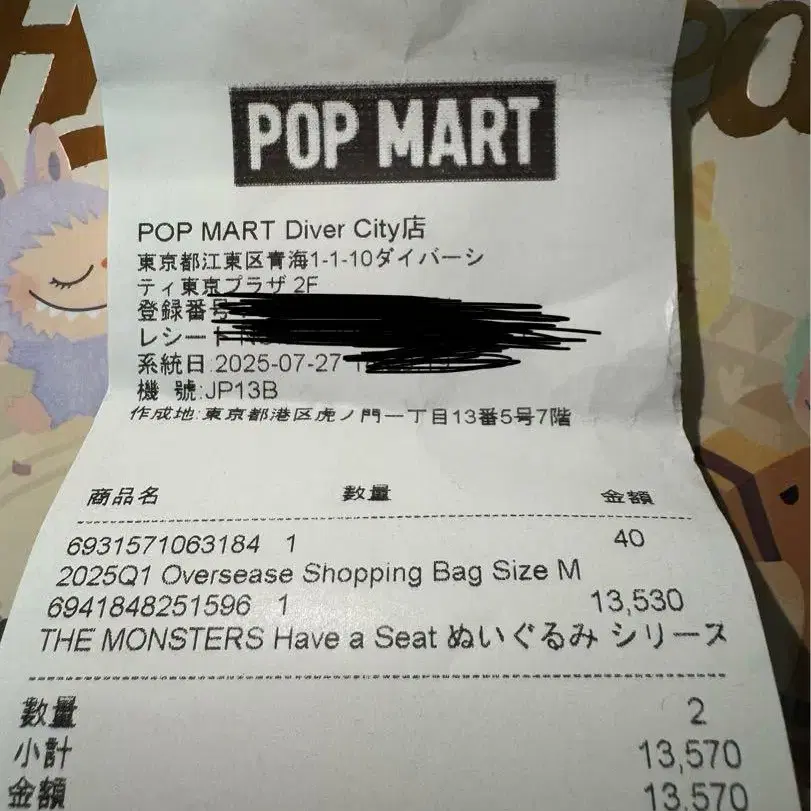 POP MART
POP MART Diver City店
東京都江東区青海1-1-10ダイバーシ
ティ東京プラザ 2F
登録番号
レシート
系統日:2025-07-27
機 號:JP13B
作成地:東京都港区虎ノ門一丁目13番5号7階
商品名 數量 金額
6931571063184 1 40
2025Q1 Oversease Shopping Bag Size M
6941848251596 1 13,530
THE MONSTERS Have a Seat ぬいぐるみ シリーズ
數量 2
小計 13,570
金額 13,570